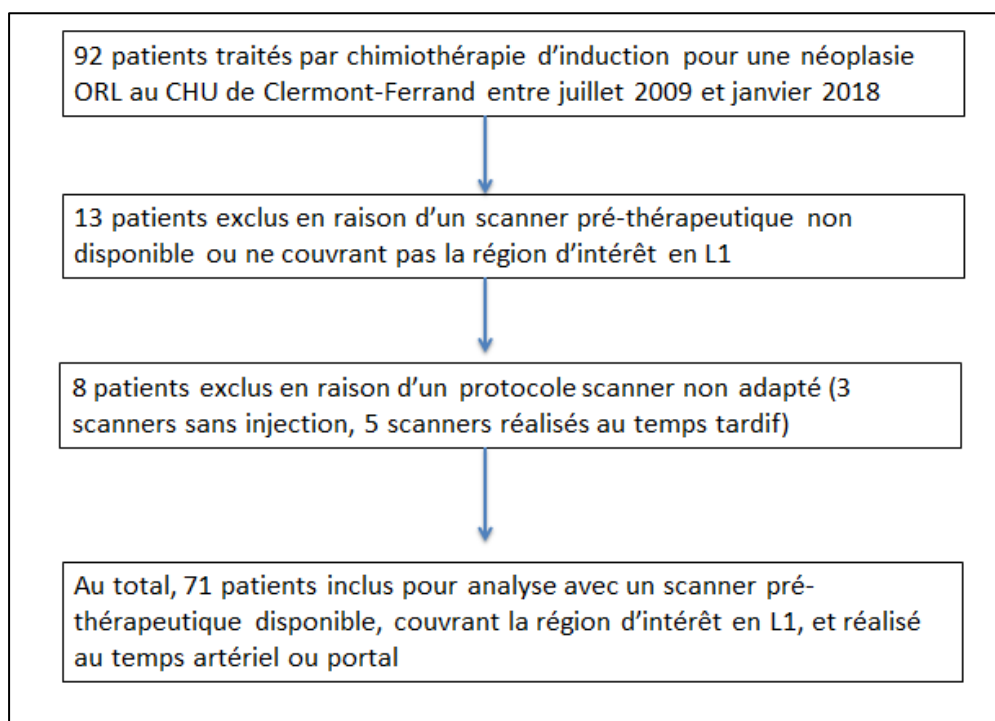 92 patients traités par chimiothérapie d’induction pour une néoplasie
ORL au CHU de Clermont-Ferrand entre juillet 2009 et janvier 2018
13 patients exclus en raison d’un scanner pré-thérapeutique non
disponible ou ne couvrant pas la région d’intérêt en L1
8 patients exclus en raison d’un protocole scanner non adapté (3
scanners sans injection, 5 scanners réalisés au temps tardif)
Au total, 71 patients inclus pour analyse avec un scanner pré-
thérapeutique disponible, couvrant la région d’intérêt en L1, et réalisé
au temps artériel ou portal